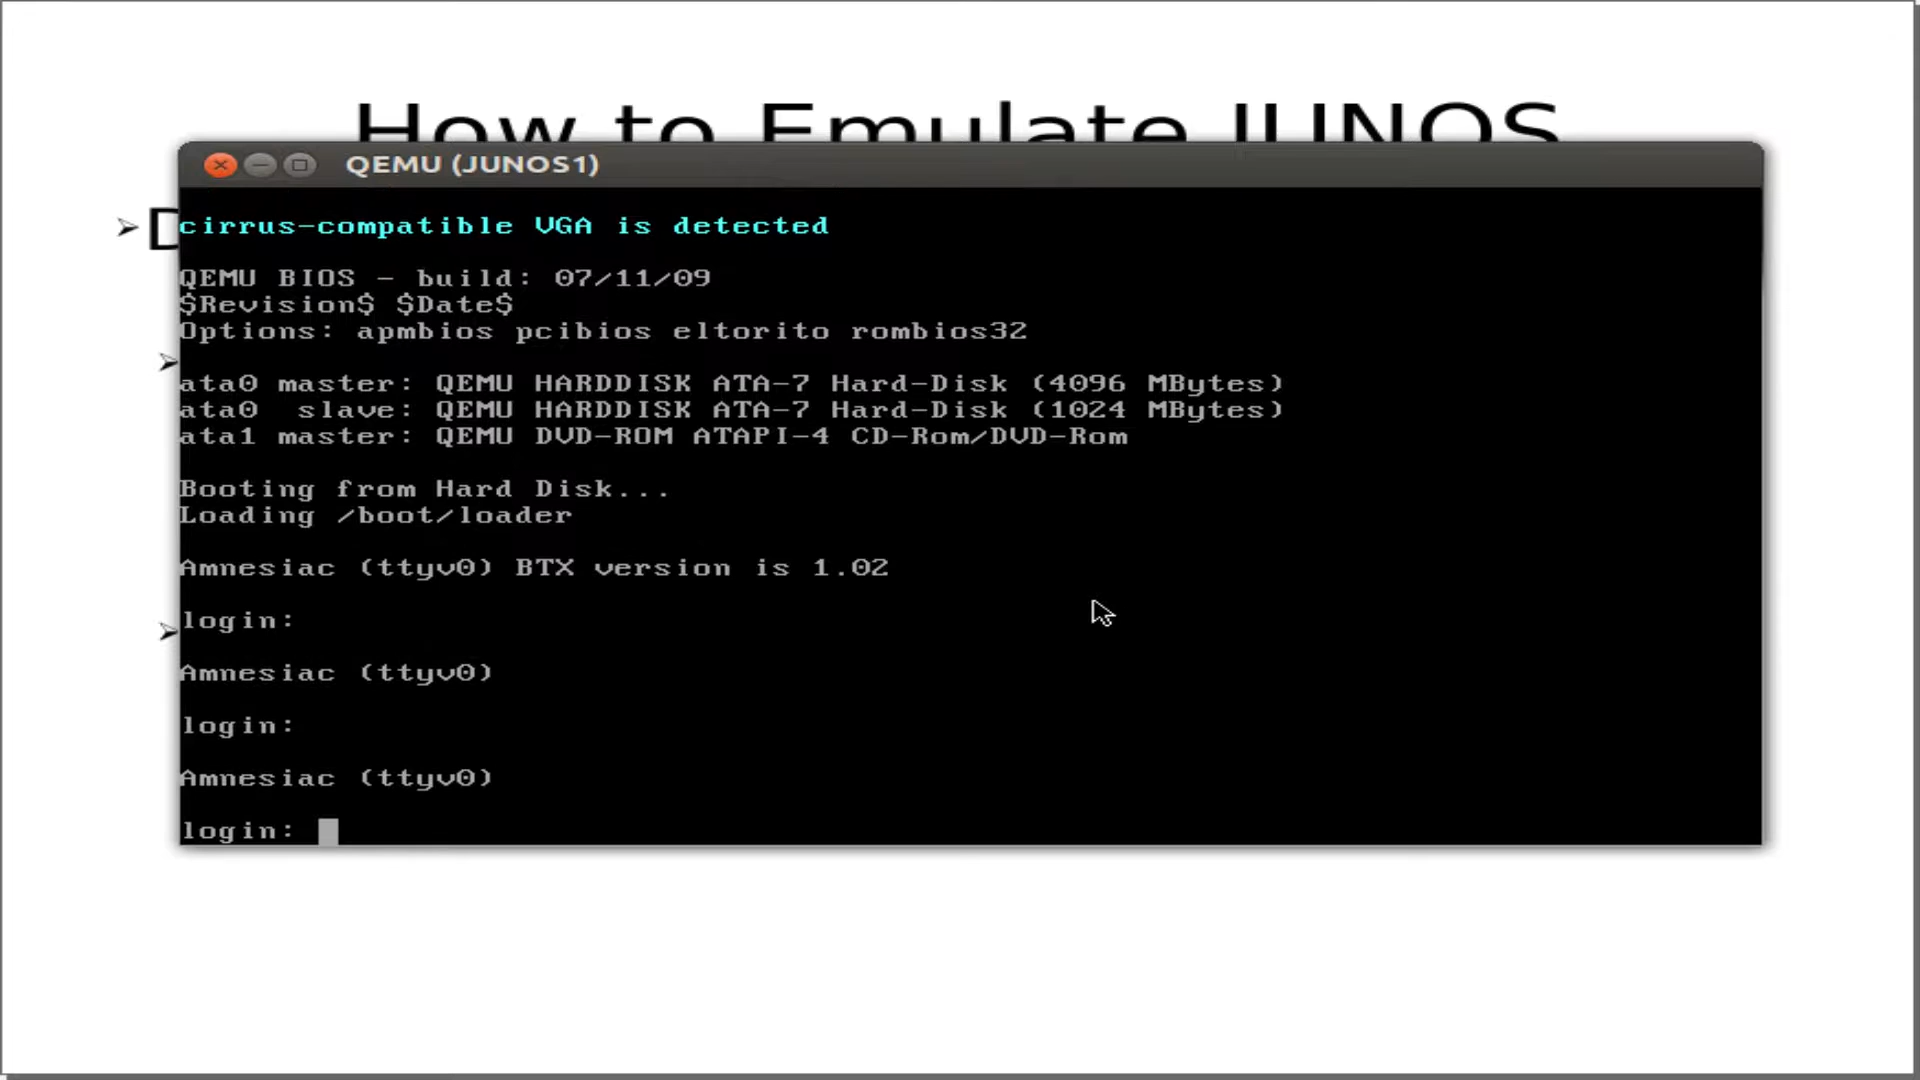 How to Emulate JUNOS
QEMU (JUNOS1)
cirrus-compatible VGA is detected
QEMU BIOS - build: 07/11/09
$Revision$ $Date$
Options: apmbios pcibios eltorito rombios32
ata0 master: QEMU HARDDISK ATA-7 Hard-Disk (4096 MBytes)
ata0  slave: QEMU HARDDISK ATA-7 Hard-Disk (1024 MBytes)
ata1 master: QEMU DVD-ROM ATAPI-4 CD-Rom/DVD-Rom
Booting from Hard Disk...
Loading /boot/loader
Amnesiac (ttyv0) BTX version is 1.02
login:
Amnesiac (ttyv0)
login:
Amnesiac (ttyv0)
login: